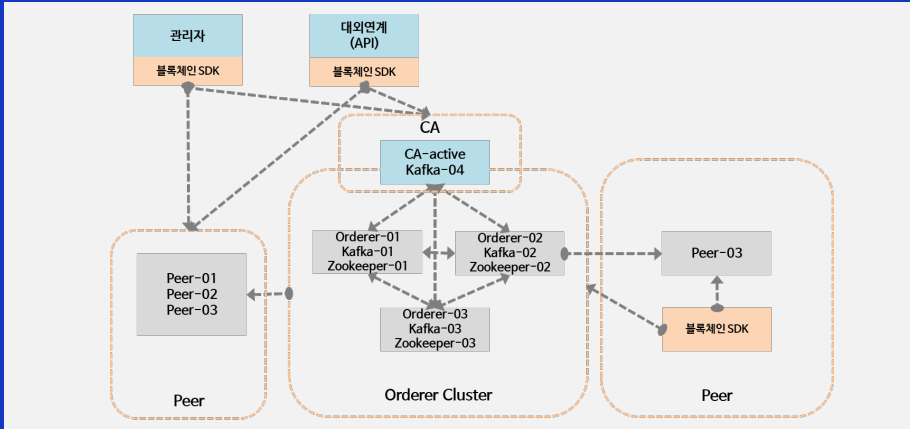 관리자
블록체인 SDK
대외연계
(API)
블록체인 SDK
CA
CA-active
Kafka-04
Orderer-01
Kafka-01
Zookeeper-01
Orderer-02
Kafka-02
Zookeeper-02
Orderer-03
Kafka-03
Zookeeper-03
Orderer Cluster
Peer-01
Peer-02
Peer-03
Peer
Peer-03
블록체인 SDK
Peer